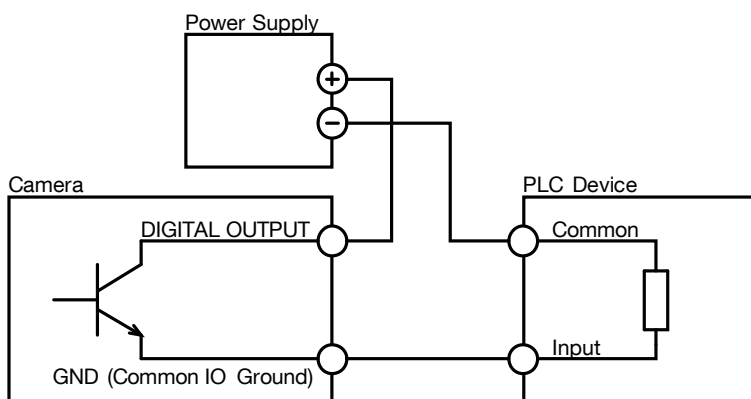 Power Supply
+
−
Camera
PLC Device
DIGITAL OUTPUT
Common
Input
GND (Common IO Ground)